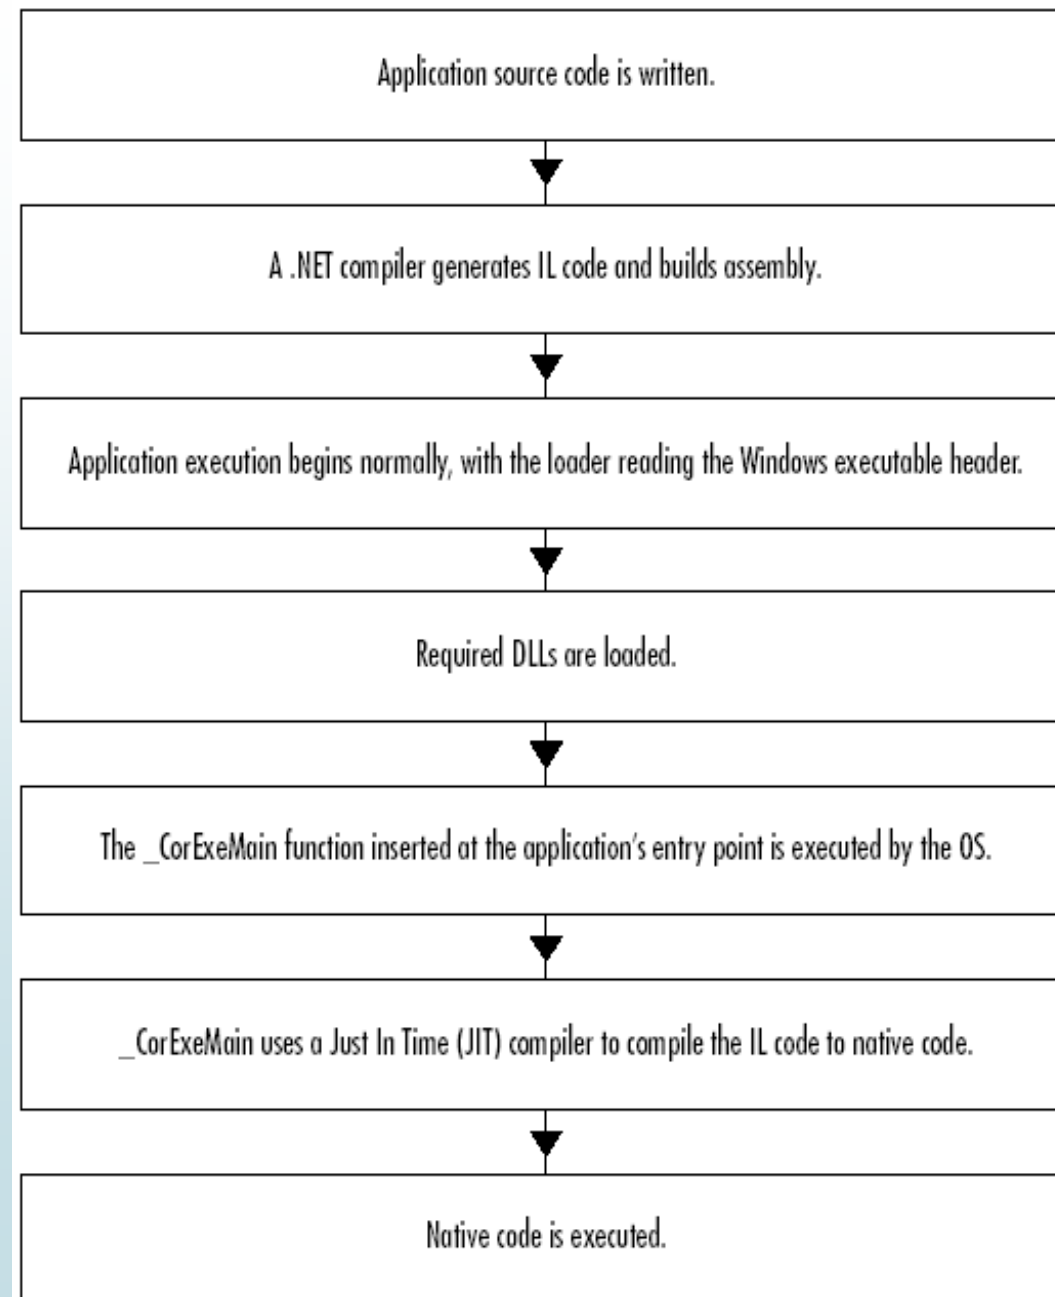 Application source code is written.
A .NET compiler generates IL code and builds assembly.
Application execution begins normally, with the loader reading the Windows executable header.
Required DLLs are loaded.
The _CorExeMain function inserted at the application's entry point is executed by the OS.
_CorExeMain uses a Just In Time (JIT) compiler to compile the IL code to native code.
Native code is executed.